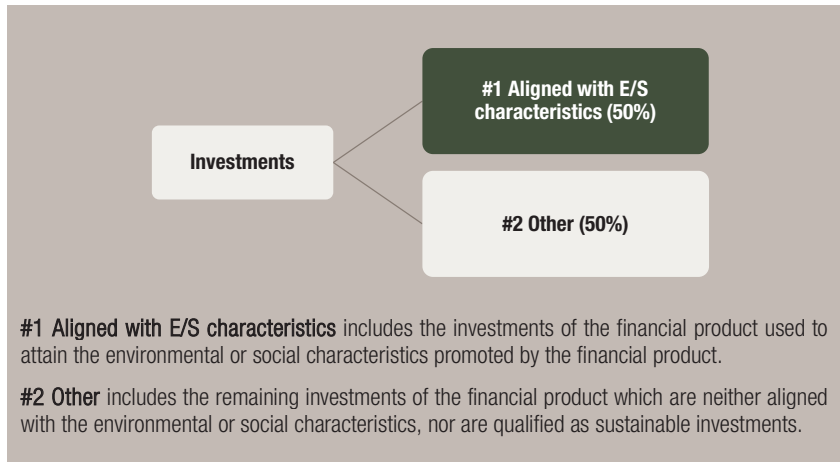 #1 Aligned with E/S
characteristics (50%)
Investments
#2 Other (50%)
#1 Aligned with E/S characteristics includes the investments of the financial product used to
attain the environmental or social characteristics promoted by the financial product.
#2 Other includes the remaining investments of the financial product which are neither aligned
with the environmental or social characteristics, nor are qualified as sustainable investments.